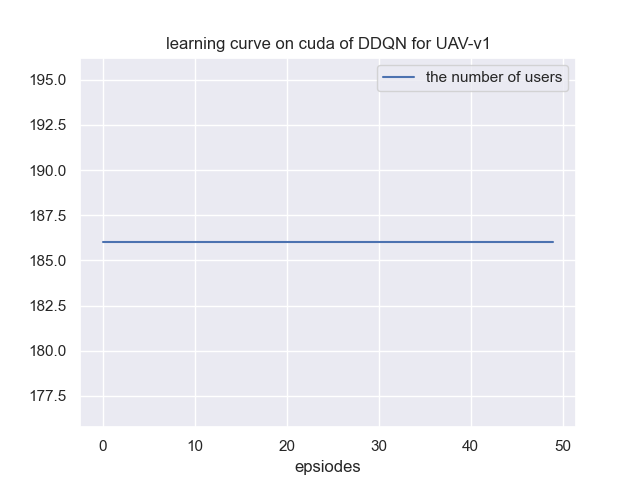 learning curve on cuda of DDQN for UAV-v1
the number of users
195.0
192.5
190.0
187.5
185.0
182.5
180.0
177.5
0 10 20 30 40 50
epsiodes